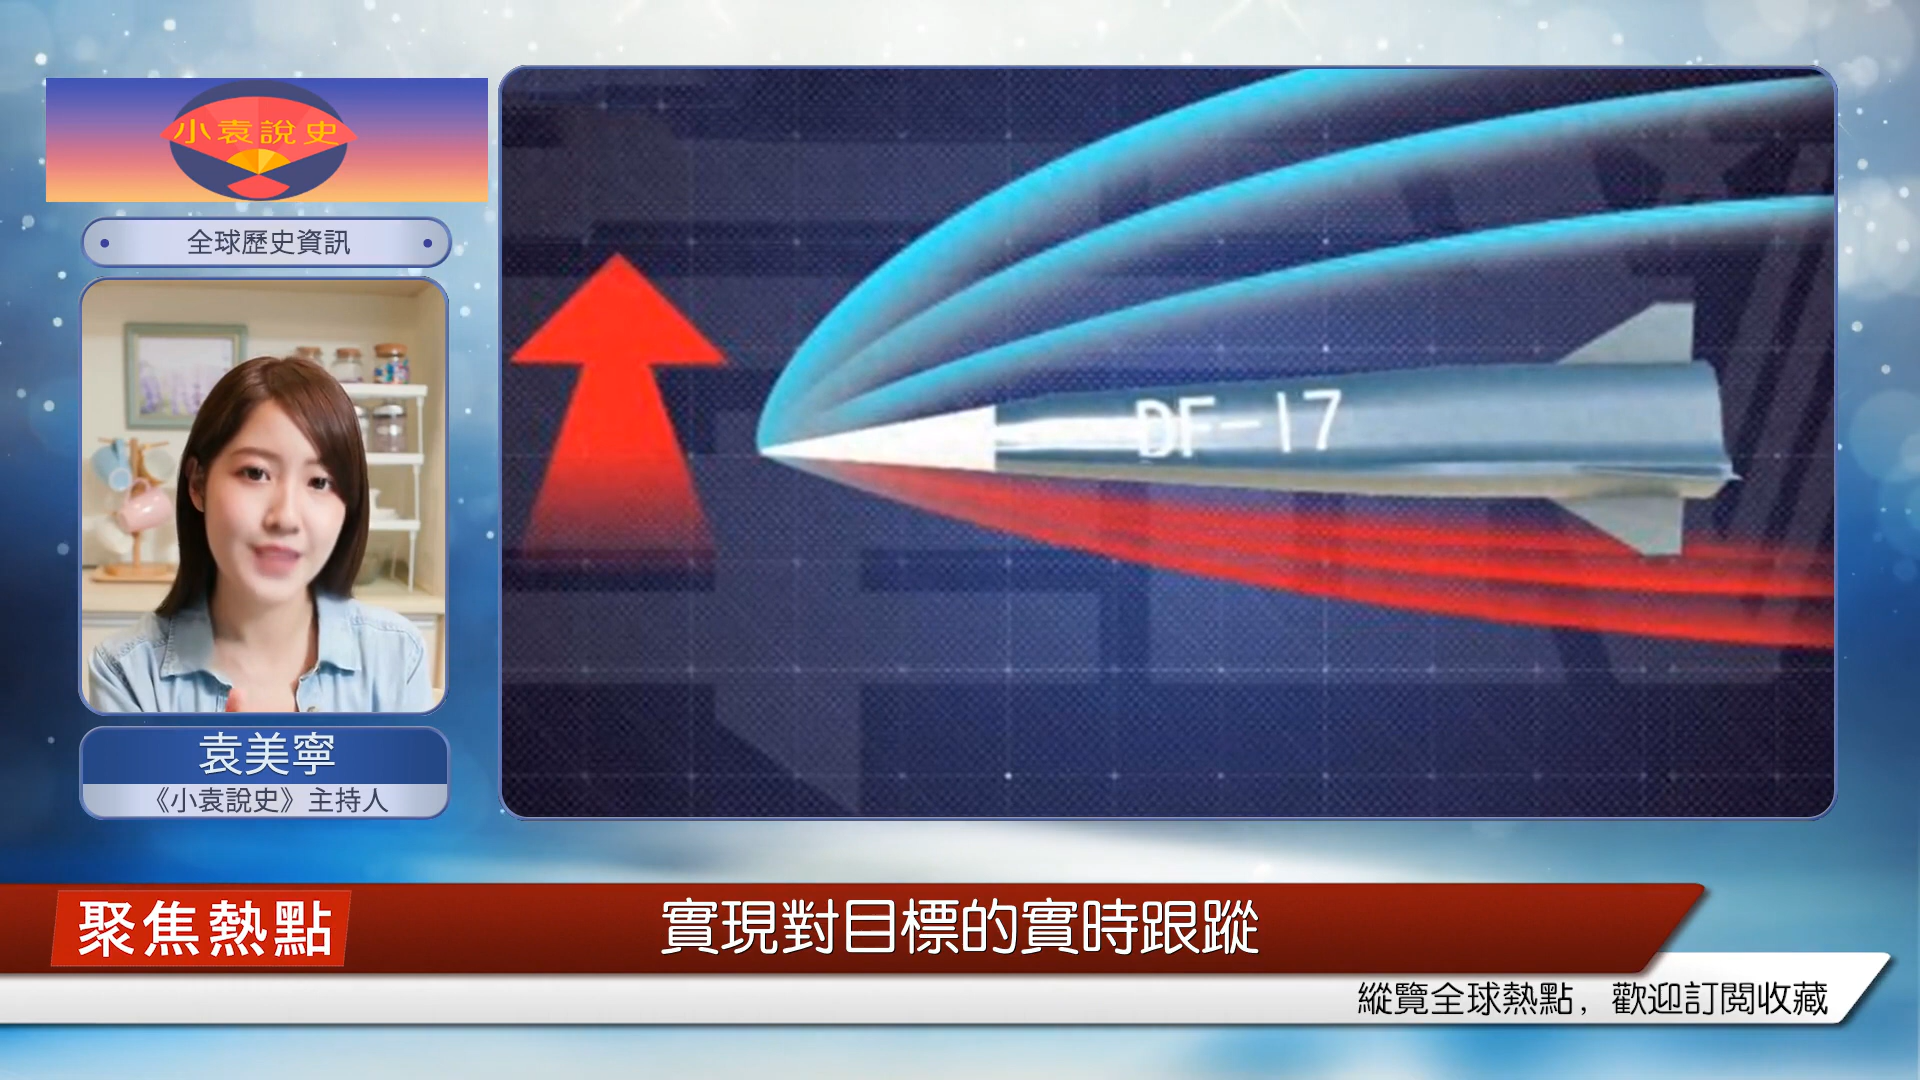 小袁說史
全球歷史資訊
DF-17
袁美寧
《小袁說史》主持人
聚焦熱點
實現對目標的實時跟蹤
縱覽全球熱點，歡迎訂閱收藏